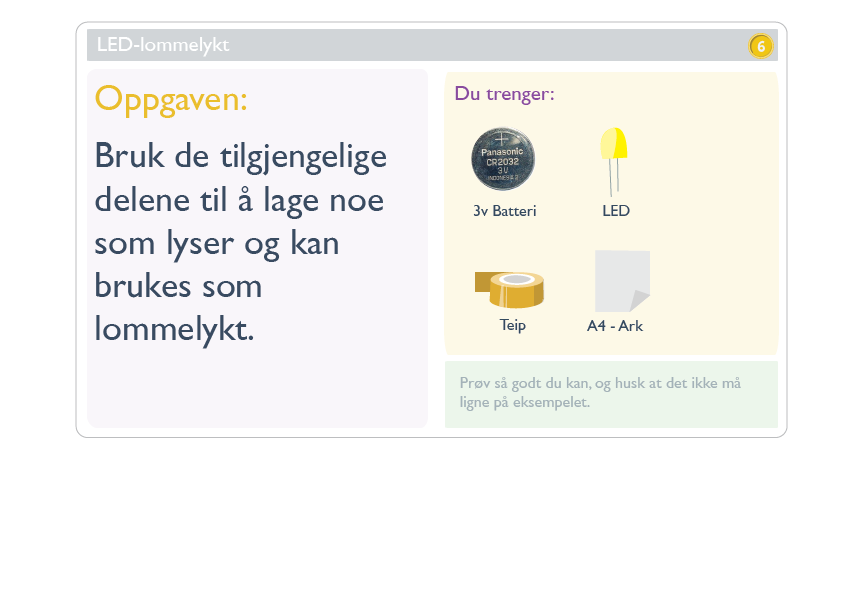 LED-lommelykt
6
Oppgaven:
Bruk de tilgjengelige
delene til å lage noe
som lyser og kan
brukes som
lommelykt.
Du trenger:
Panasonic
CR2032
3V
INDONESIA
3v Batteri
LED
Teip
A4 - Ark
Prøv så godt du kan, og husk at det ikke må
ligne på eksempelet.